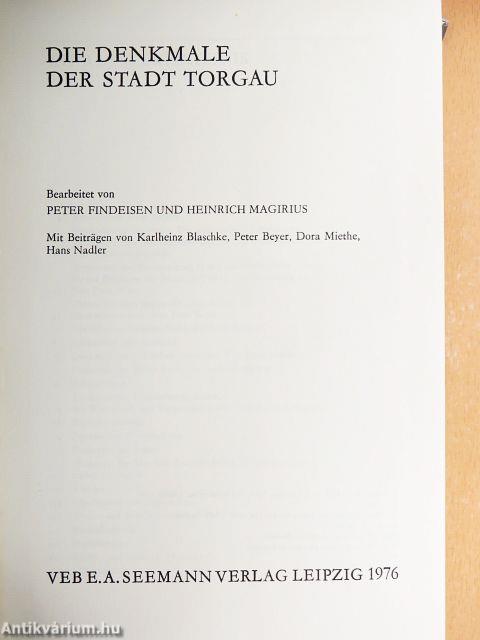 DIE DENKMALE
DER STADT TORGAU
Bearbeitet von
PETER FINDEISEN UND HEINRICH MAGIRIUS
Mit Beiträgen von Karlheinz Blaschke, Peter Beyer, Dora Miethe,
Hans Nadler
VEB E.A. SEEMANN VERLAG LEIPZIG 1976
Antikvárium.hu